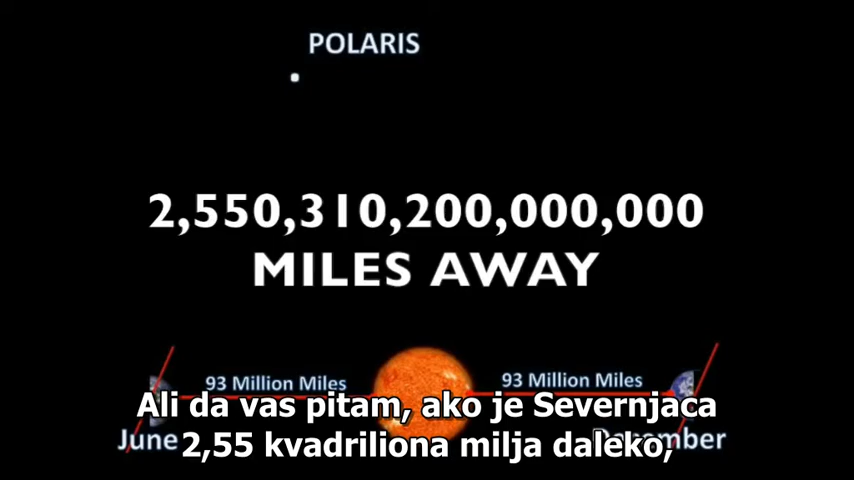 POLARIS
2,550,310,200,000,000
MILES AWAY
93 Million Miles
93 Million Miles
Ali da vas pitam, ako je Severnjaca
June
December
2,55 kvadriliona milja daleko,